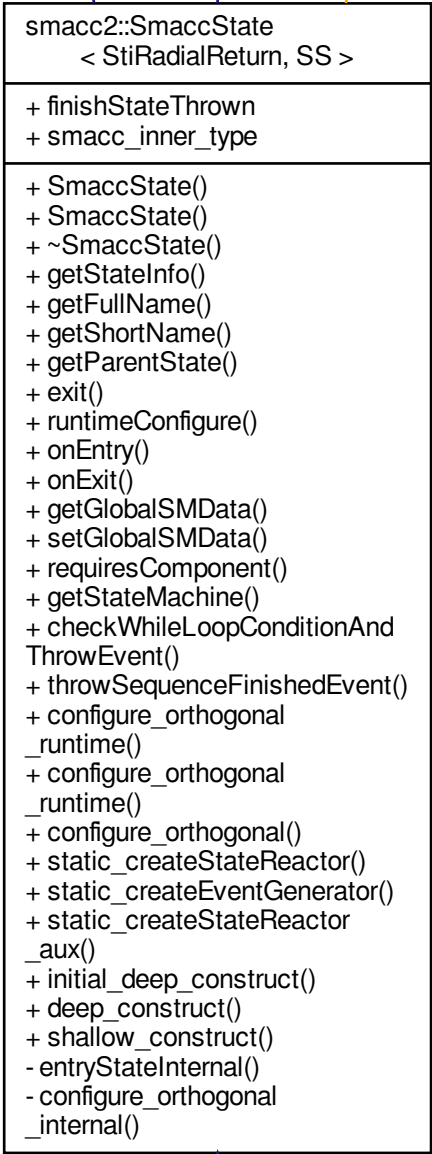 smacc2::SmaccState
< StiRadialReturn, SS >
+ finishStateThrown
+ smacc_inner_type
+ SmaccState()
+ SmaccState()
+ ~SmaccState()
+ getStateInfo()
+ getFullName()
+ getShortName()
+ getParentState()
+ exit()
+ runtimeConfigure()
+ onEntry()
+ onExit()
+ getGlobalSMData()
+ setGlobalSMData()
+ requiresComponent()
+ getStateMachine()
+ checkWhileLoopConditionAnd
ThrowEvent()
+ throwSequenceFinishedEvent()
+ configure_orthogonal
_runtime()
+ configure_orthogonal
_runtime()
+ configure_orthogonal()
+ static_createStateReactor()
+ static_createEventGenerator()
+ static_createStateReactor
_aux()
+ initial_deep_construct()
+ deep_construct()
+ shallow_construct()
- entryStateInternal()
- configure_orthogonal
_internal()